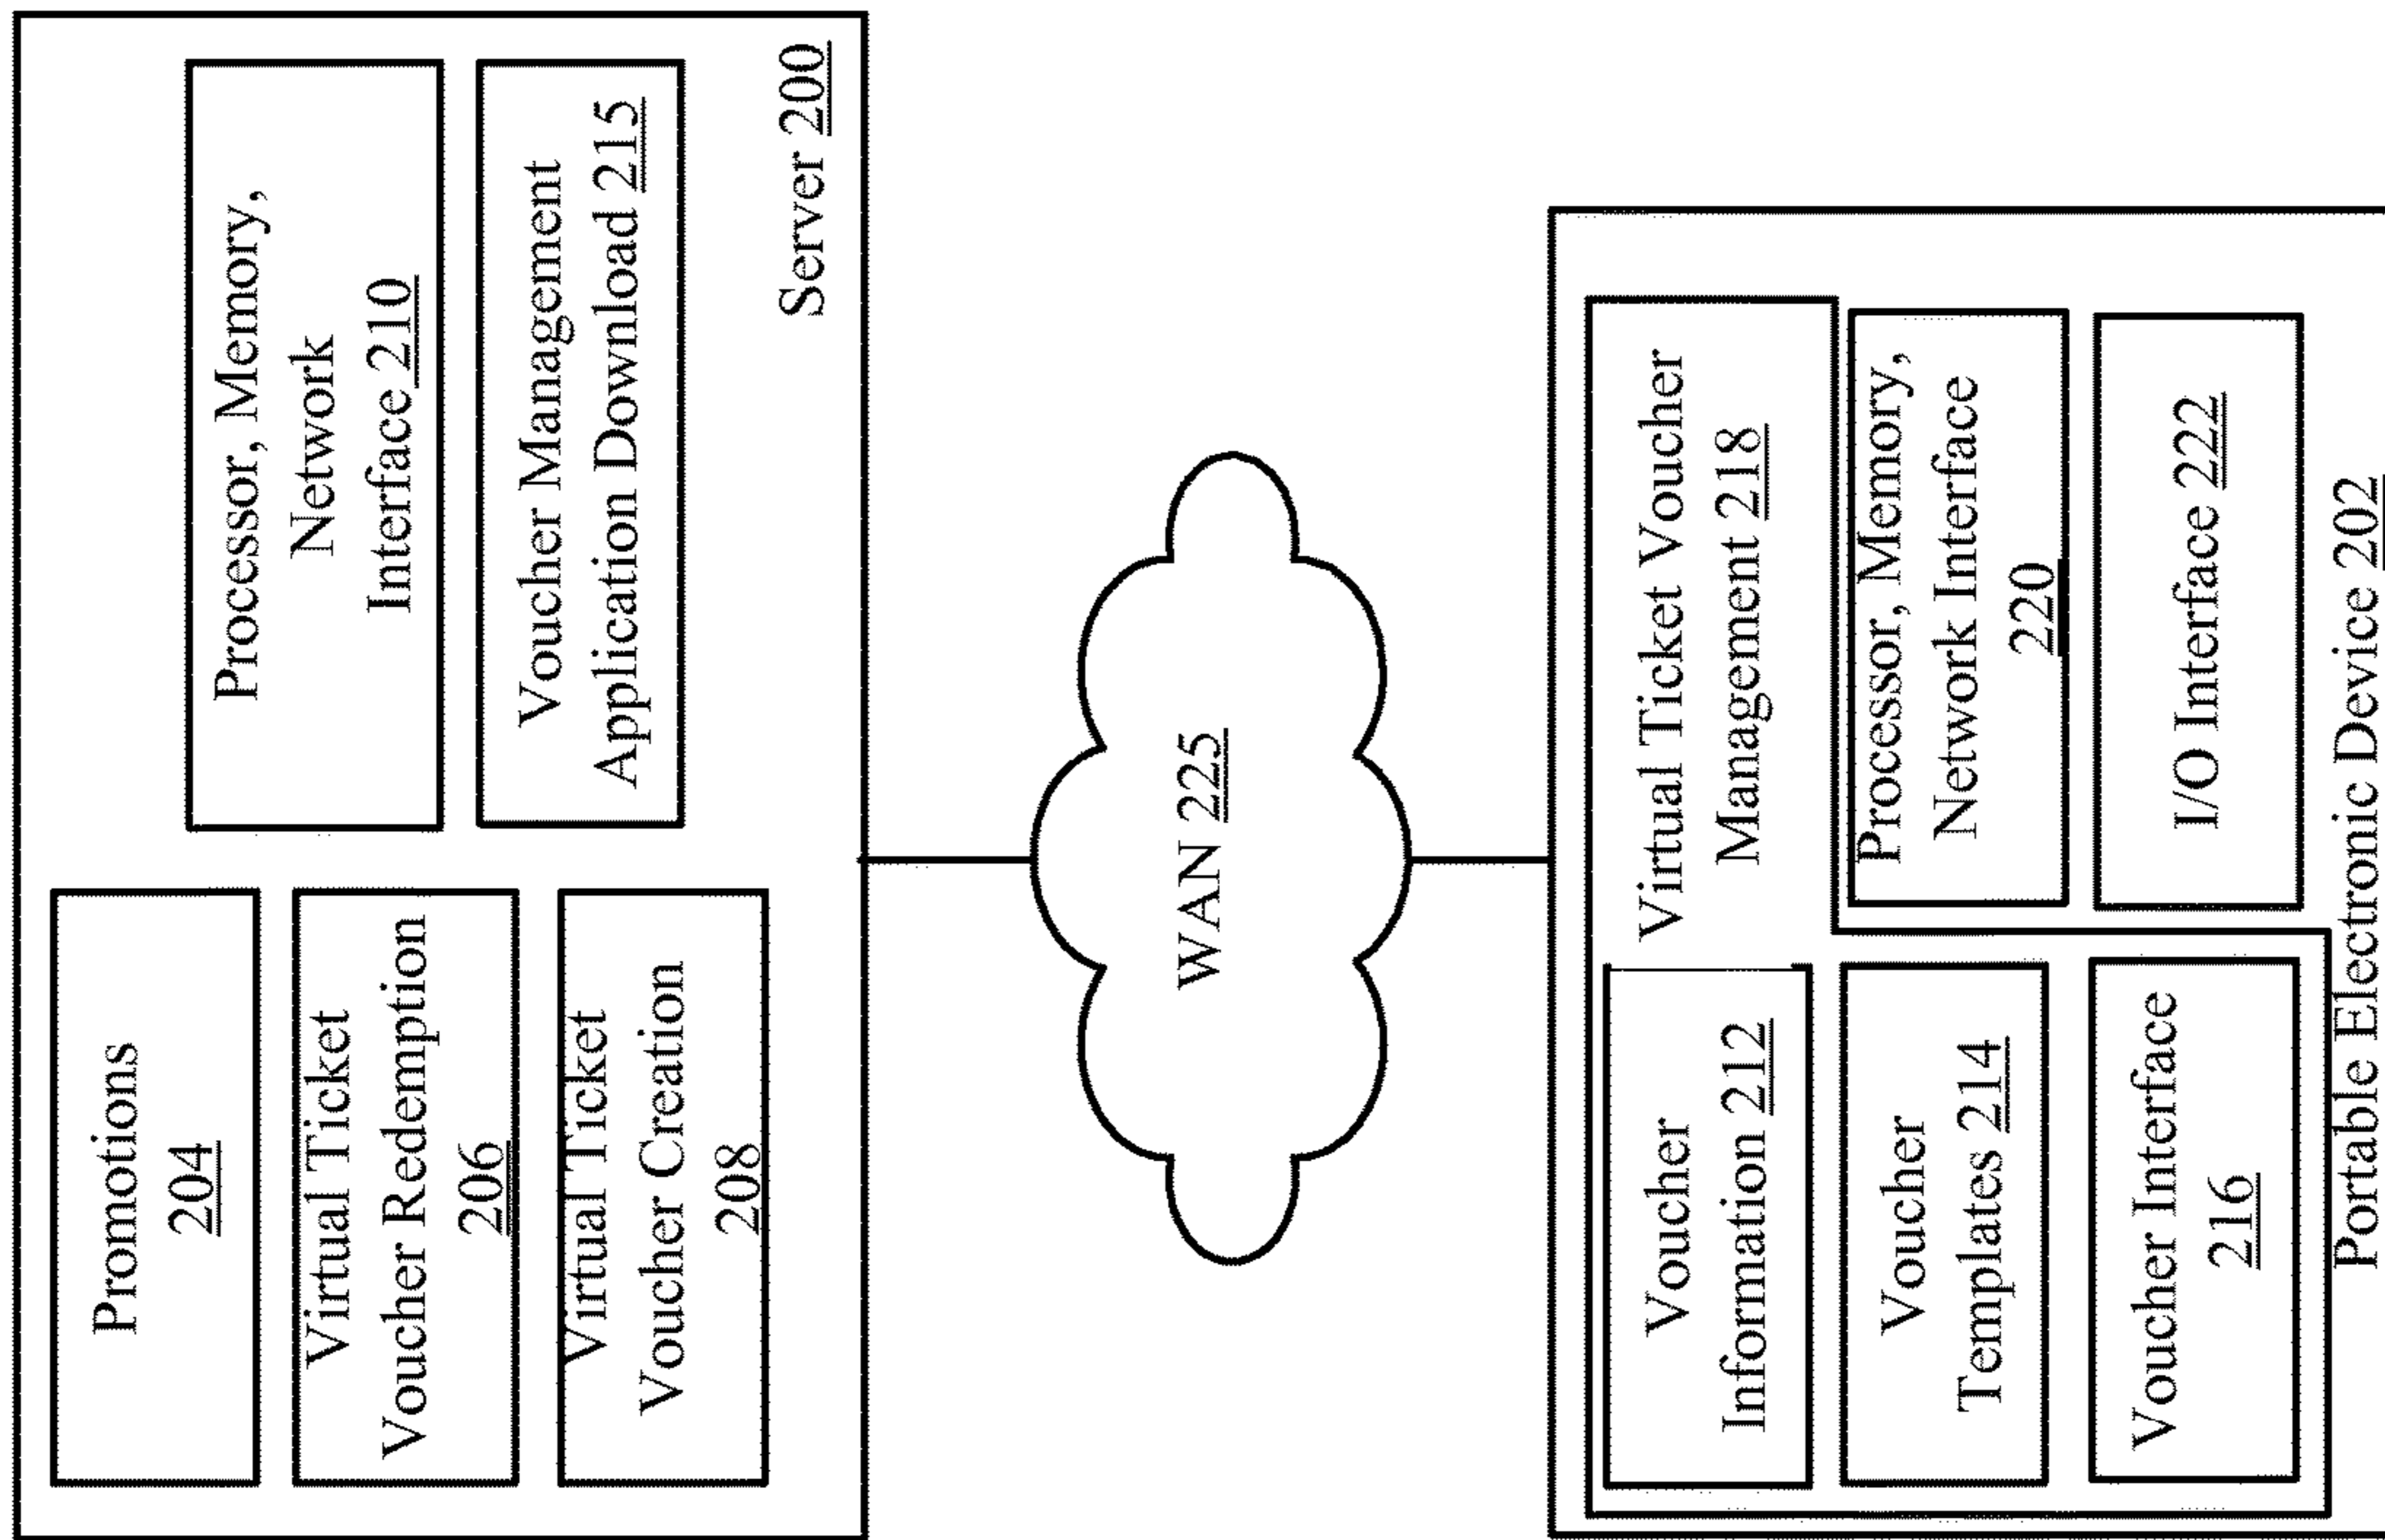 Promotions
204
Virtual Ticket
Voucher Redemption
206
Virtual Ticket
Voucher Creation
208
Processor, Memory,
Network
Interface 210
Voucher Management
Application Download 215
Server 200
WAN 225
Virtual Ticket Voucher
Management 218
Voucher
Information 212
Voucher
Templates 214
Voucher Interface
216
Processor, Memory,
Network Interface
220
I/O Interface 222
Portable Electronic Device 202